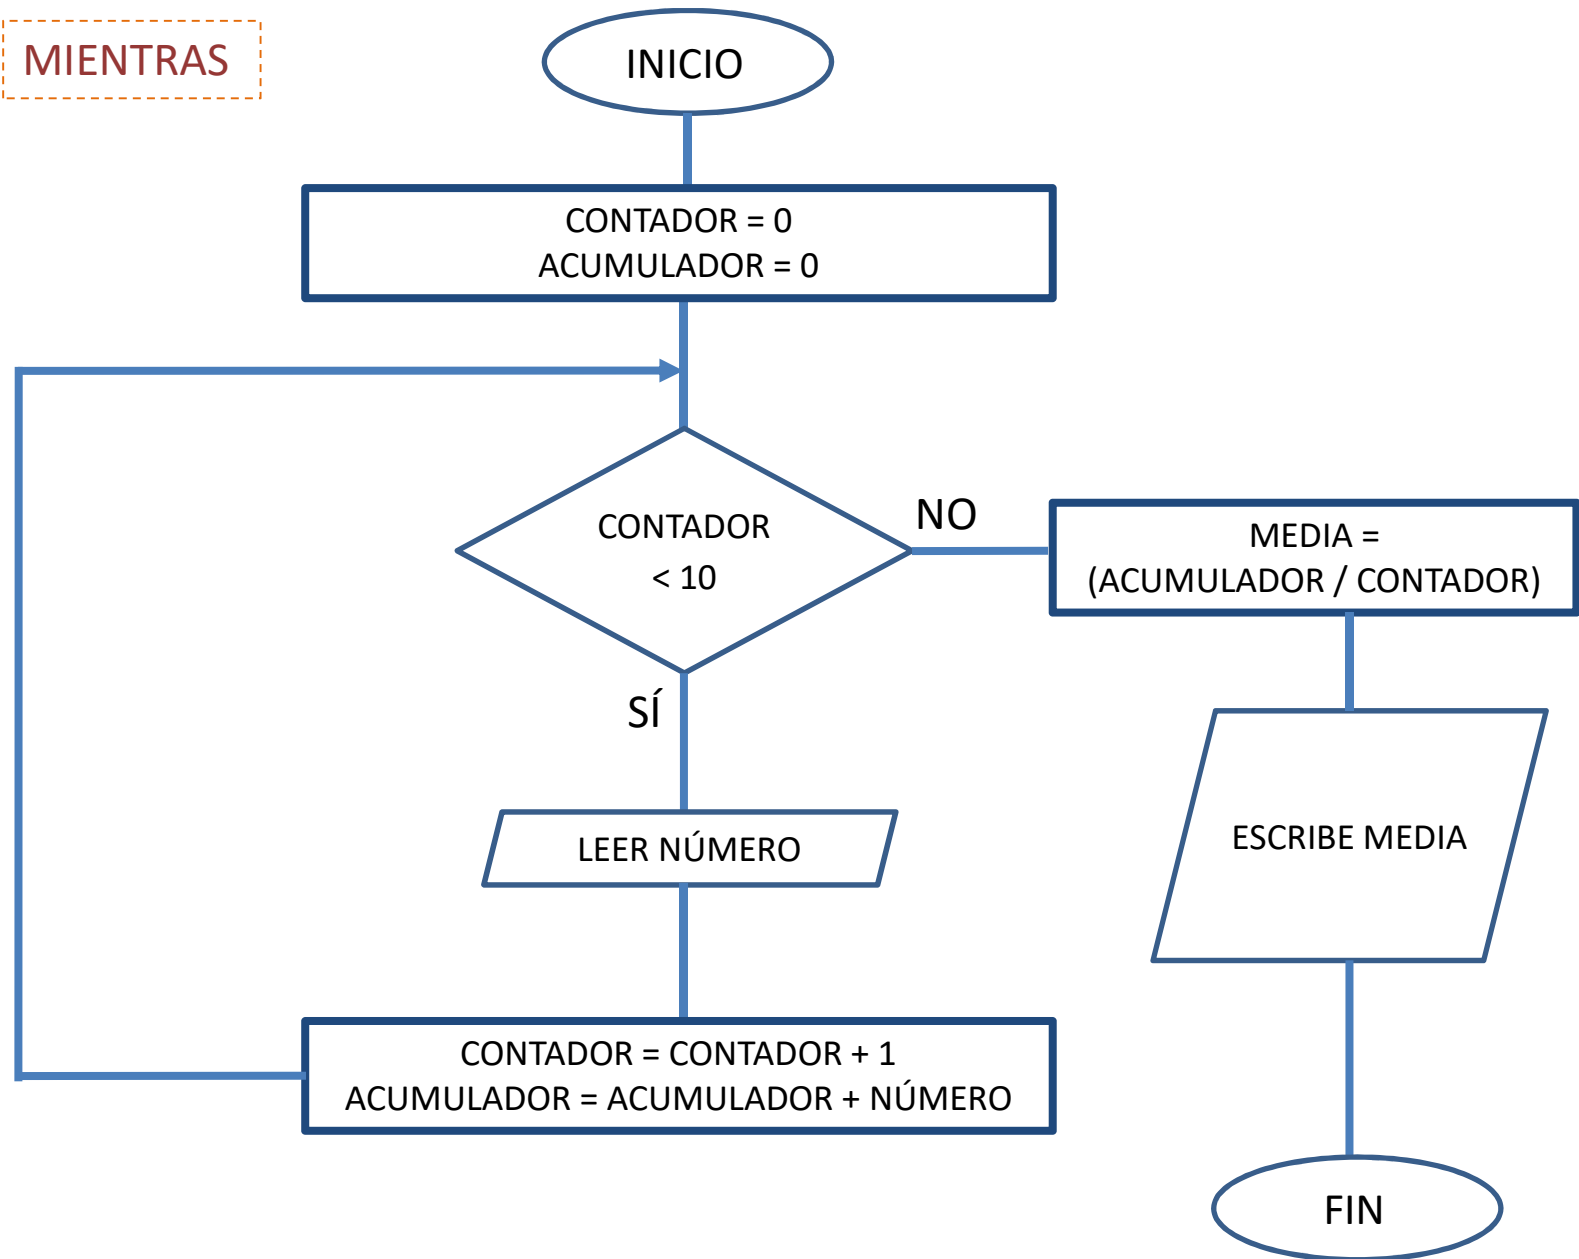 MIENTRAS
INICIO
CONTADOR = 0
ACUMULADOR = 0
CONTADOR
< 10
NO
MEDIA =
(ACUMULADOR / CONTADOR)
SÍ
LEER NÚMERO
ESCRIBE MEDIA
CONTADOR = CONTADOR + 1
ACUMULADOR = ACUMULADOR + NÚMERO
FIN